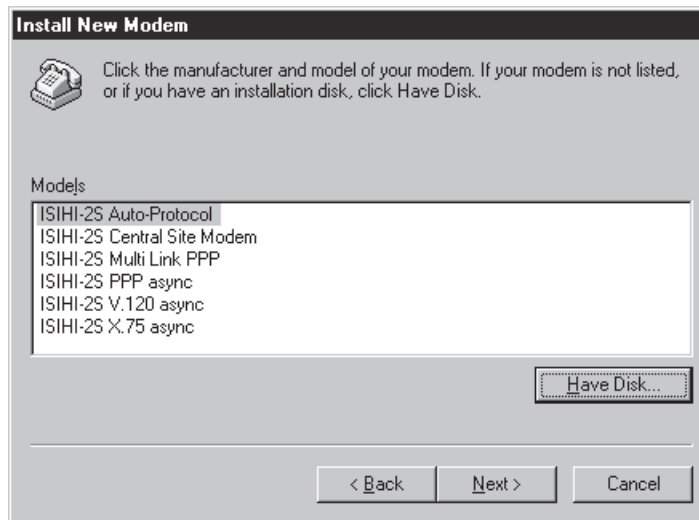 Install New Modem
Click the manufacturer and model of your modem. If your modem is not listed,
or if you have an installation disk, click Have Disk.
Models
ISIHI-2S Auto-Protocol
ISIHI-2S Central Site Modem
ISIHI-2S Multi Link PPP
ISIHI-2S PPP async
ISIHI-2S V.120 async
ISIHI-2S X.75 async
Have Disk...
< Back Next > Cancel